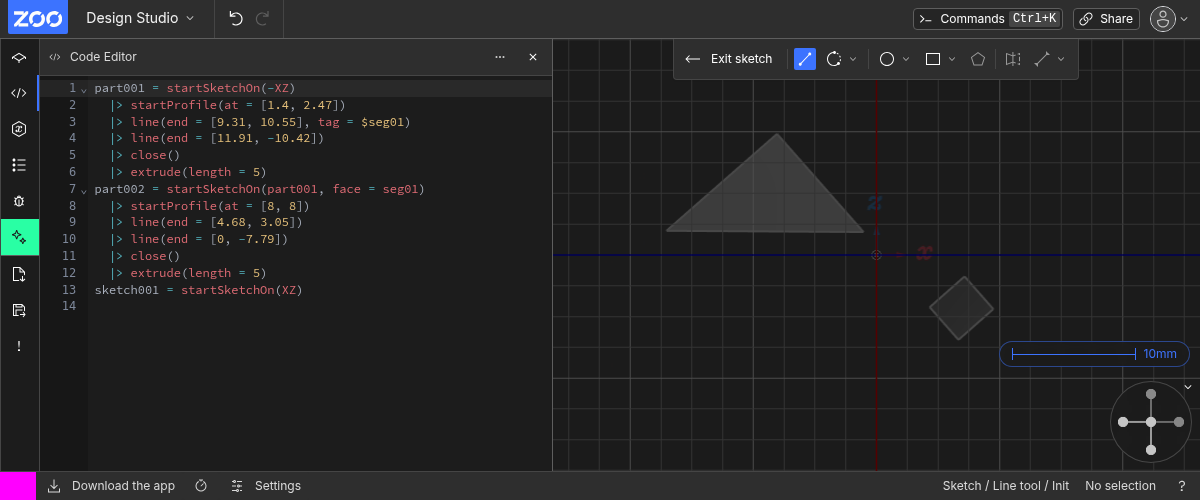 ZOO Design Studio Commands Ctrl+K Share
Code Editor
Exit sketch
1 part001 = startSketchOn(-XZ)
2 |> startProfile(at = [1.4, 2.47])
3 |> line(end = [9.31, 10.55], tag = $seg01)
4 |> line(end = [11.91, -10.42])
5 |> close()
6 |> extrude(length = 5)
7 part002 = startSketchOn(part001, face = seg01)
8 |> startProfile(at = [8, 8])
9 |> line(end = [4.68, 3.05])
10 |> line(end = [0, -7.79])
11 |> close()
12 |> extrude(length = 5)
13 sketch001 = startSketchOn(XZ)
14
z
x
10mm
Download the app Settings Sketch / Line tool / Init No selection ?